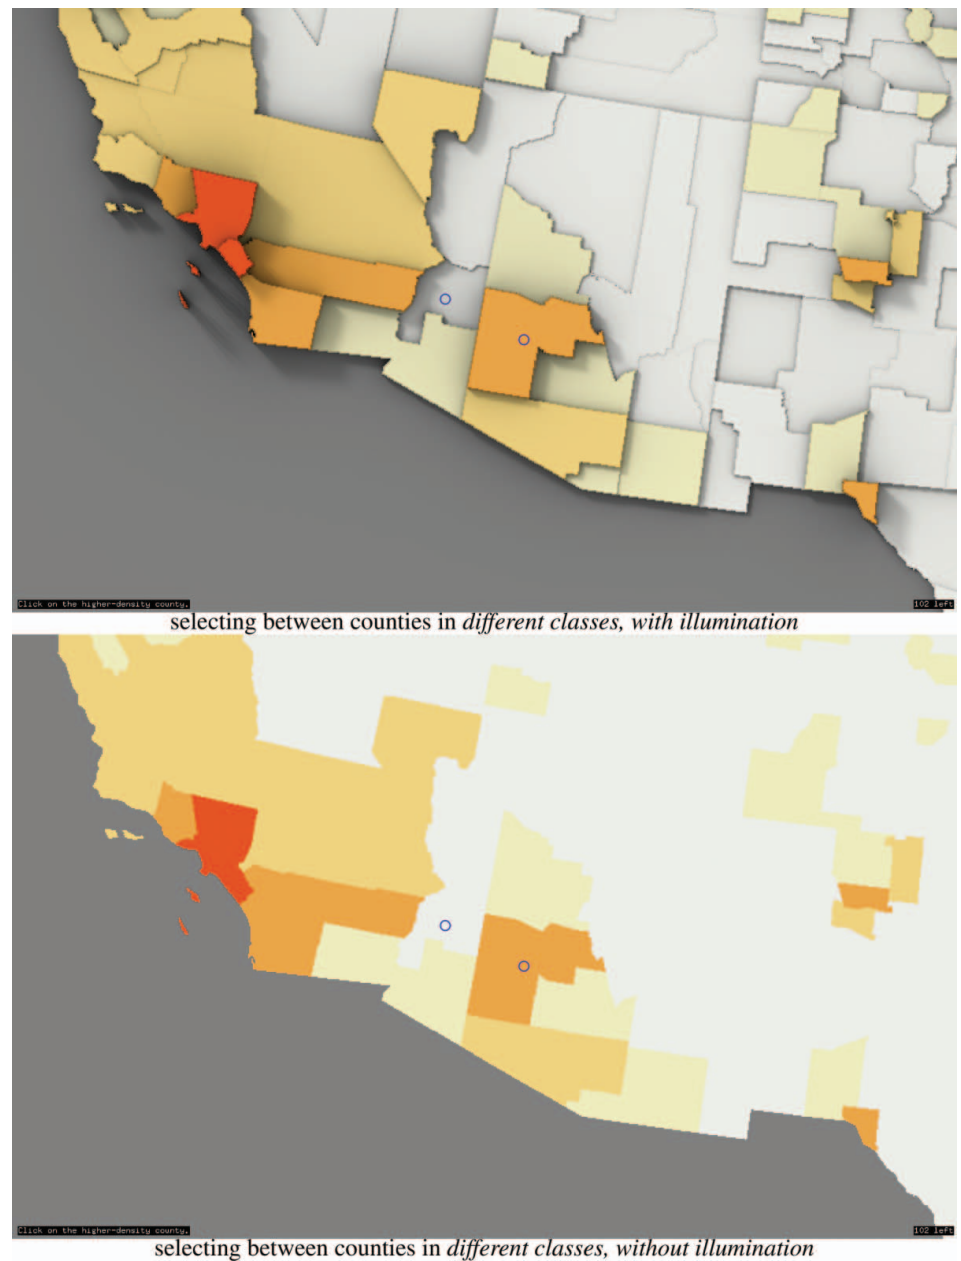 Click on the higher-density county.
102 left
selecting between counties in different classes, with illumination
Click on the higher-density county.
102 left
selecting between counties in different classes, without illumination